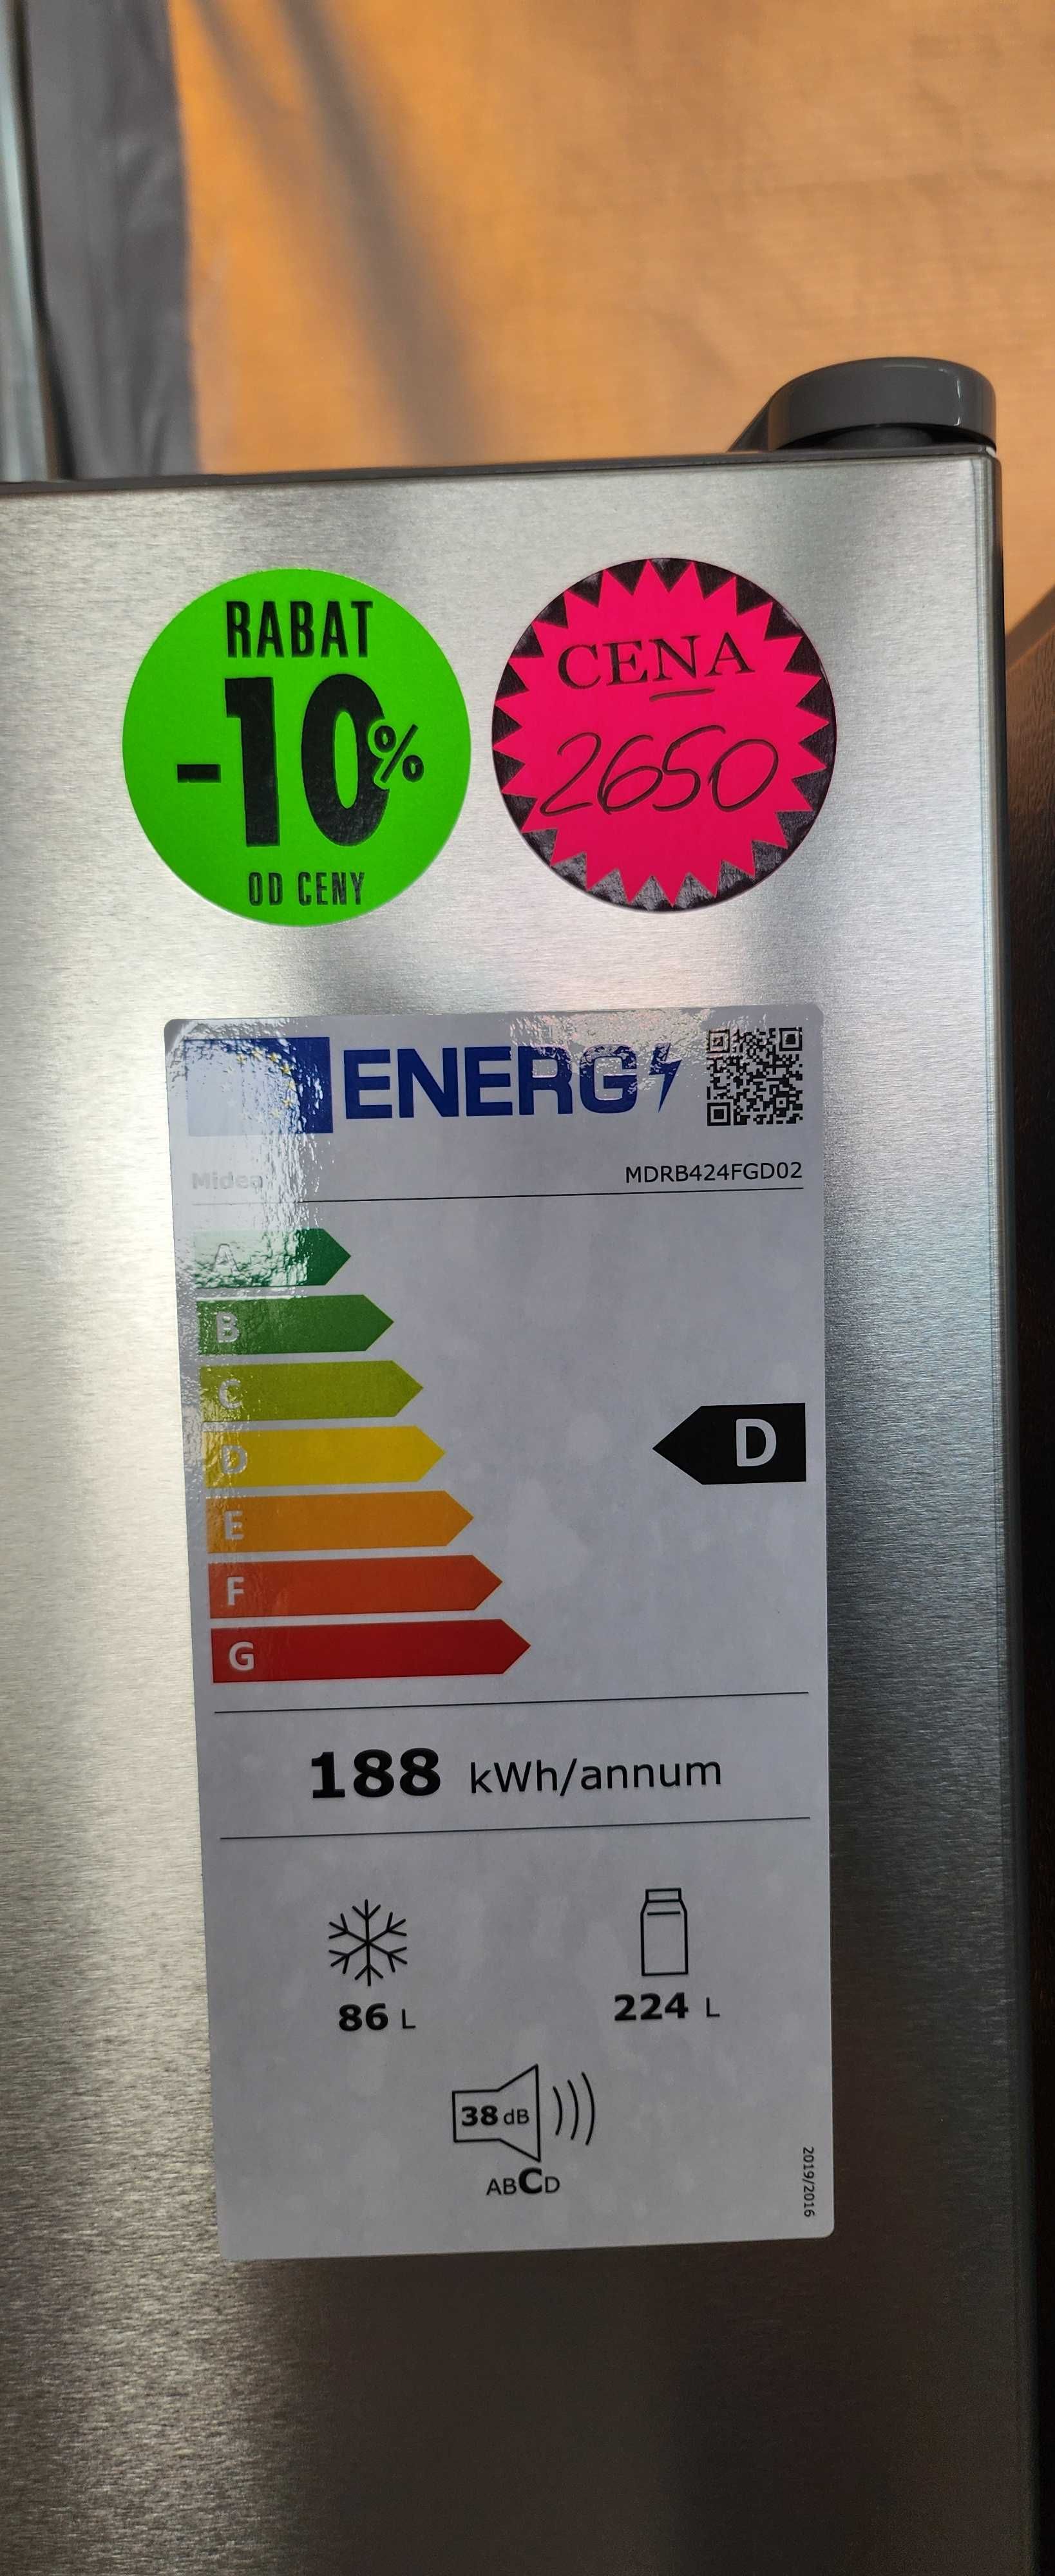 RABAT
-10%
OD CENY
CENA
2650
ENERG
Midea
MDRB424FGD02
A
B
C
D
D
E
F
G
188 kWh/annum
86 L
224 L
38 dB
ABCD
2019/2016